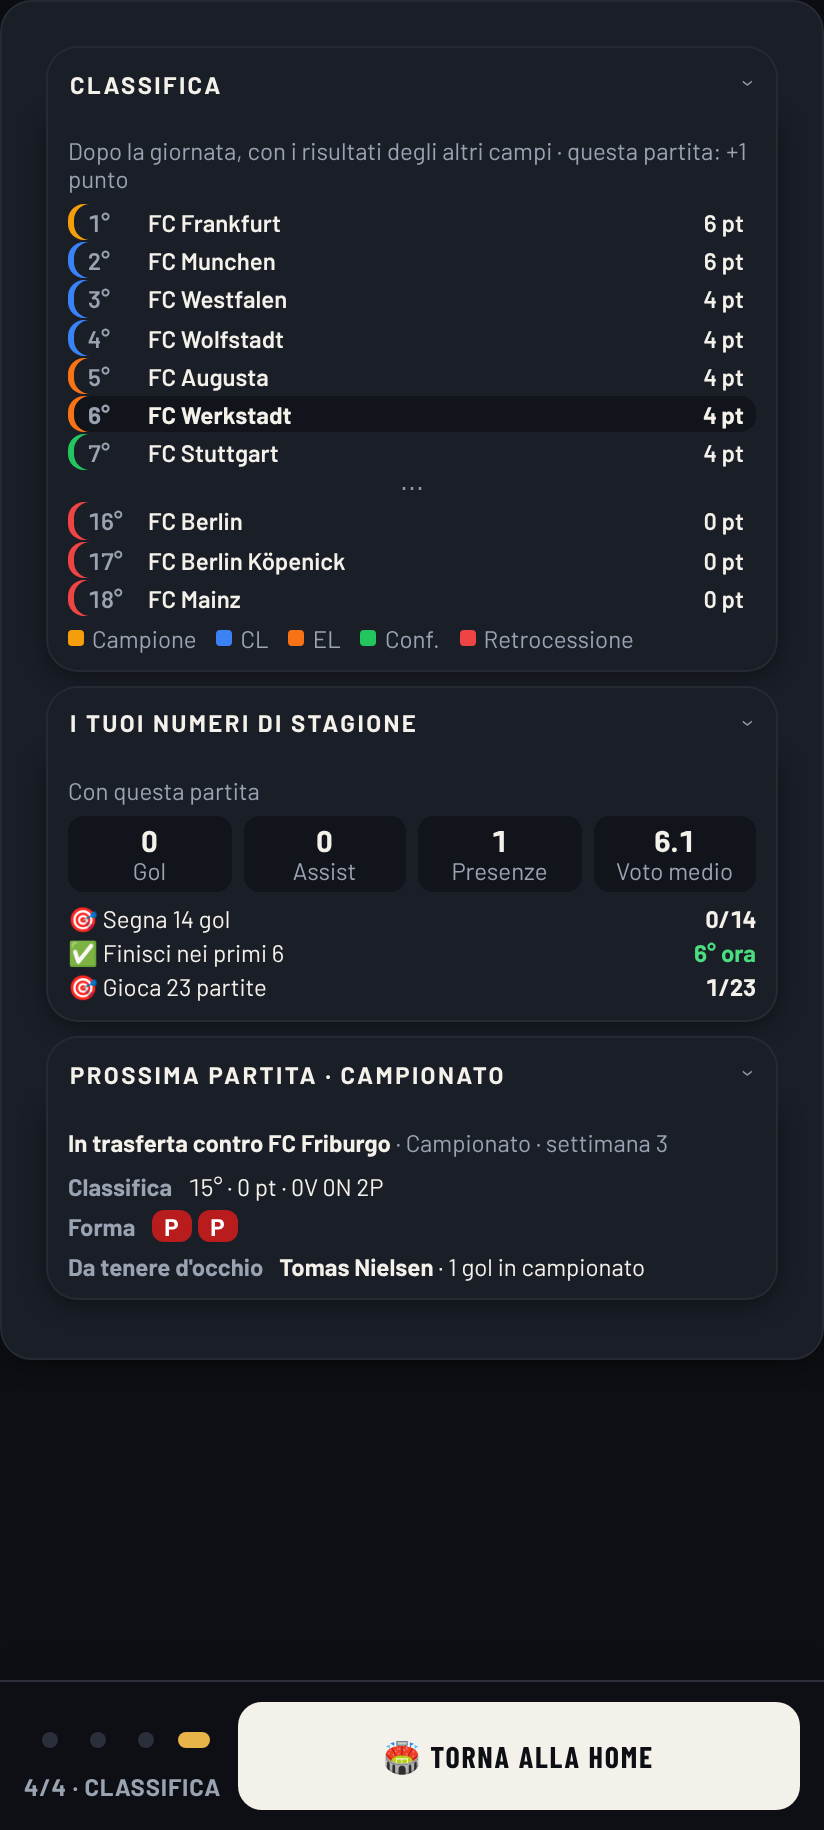 CLASSIFICA
Dopo la giornata, con i risultati degli altri campi · questa partita: +1
punto
1° FC Frankfurt 6 pt
2° FC Munchen 6 pt
3° FC Westfalen 4 pt
4° FC Wolfstadt 4 pt
5° FC Augusta 4 pt
6° FC Werkstadt 4 pt
7° FC Stuttgart 4 pt
...
16° FC Berlin 0 pt
17° FC Berlin Köpenick 0 pt
18° FC Mainz 0 pt
Campione CL EL Conf. Retrocessione
I TUOI NUMERI DI STAGIONE
Con questa partita
0 0 1 6.1
Gol Assist Presenze Voto medio
🎯 Segna 14 gol 0/14
✅ Finisci nei primi 6 6° ora
🎯 Gioca 23 partite 1/23
PROSSIMA PARTITA · CAMPIONATO
In trasferta contro FC Friburgo · Campionato · settimana 3
Classifica 15° · 0 pt · 0V 0N 2P
Forma P P
Da tenere d'occhio Tomas Nielsen · 1 gol in campionato
🏟️ TORNA ALLA HOME
4/4 · CLASSIFICA